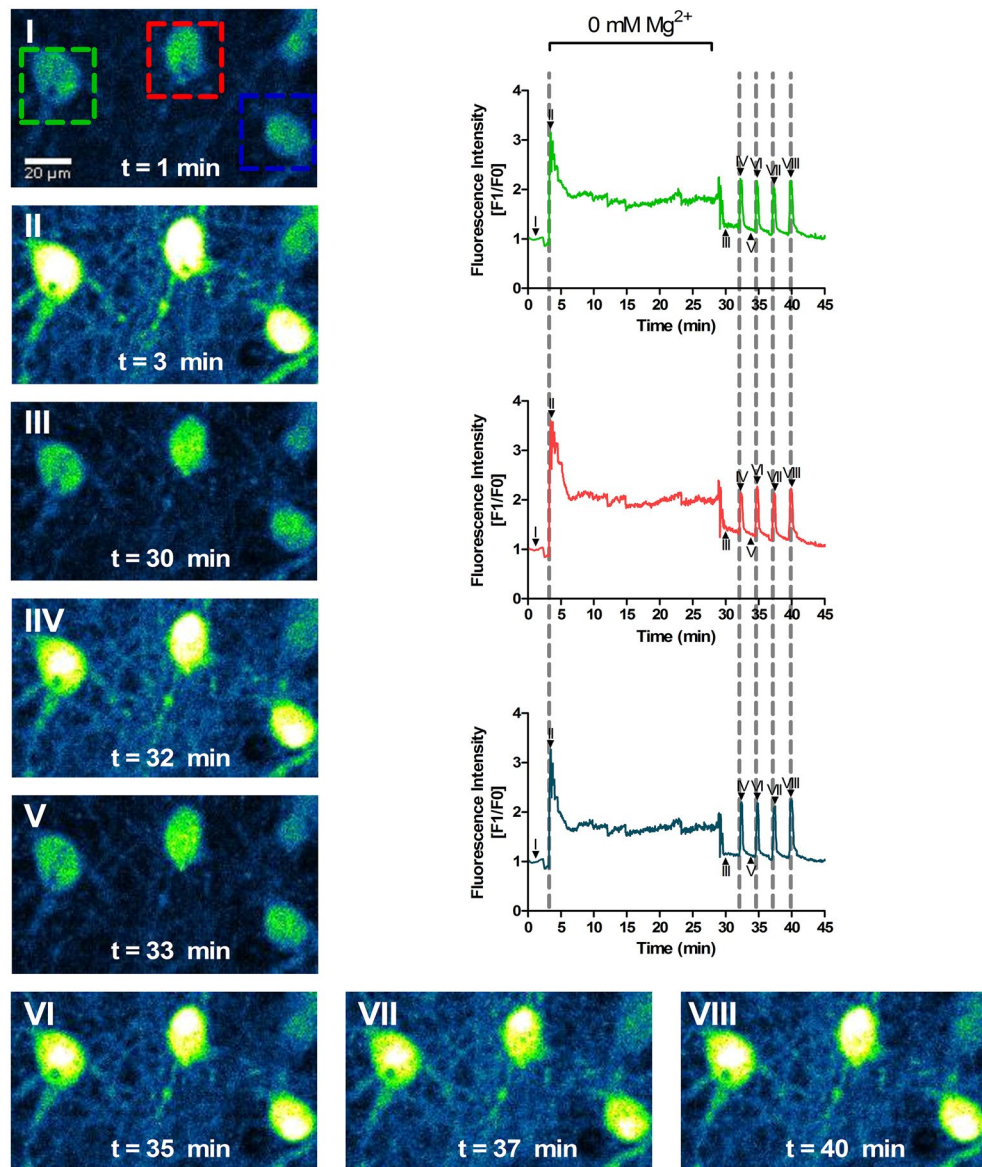 I
20 µm
t = 1 min
II
t = 3 min
III
t = 30 min
IIV
t = 32 min
V
t = 33 min
VI
t = 35 min
VII
t = 37 min
VIII
t = 40 min
0 mM Mg2+
Fluorescence Intensity
[F1/F0]
4
3
2
1
0
I
II
III
IV
V
VI
VII
VIII
0 5 10 15 20 25 30 35 40 45
Time (min)
Fluorescence Intensity
[F1/F0]
4
3
2
1
0
I
II
III
IV
V
VI
VII
VIII
0 5 10 15 20 25 30 35 40 45
Time (min)
Fluorescence Intensity
[F1/F0]
4
3
2
1
0
I
II
III
IV
V
VI
VII
VIII
0 5 10 15 20 25 30 35 40 45
Time (min)